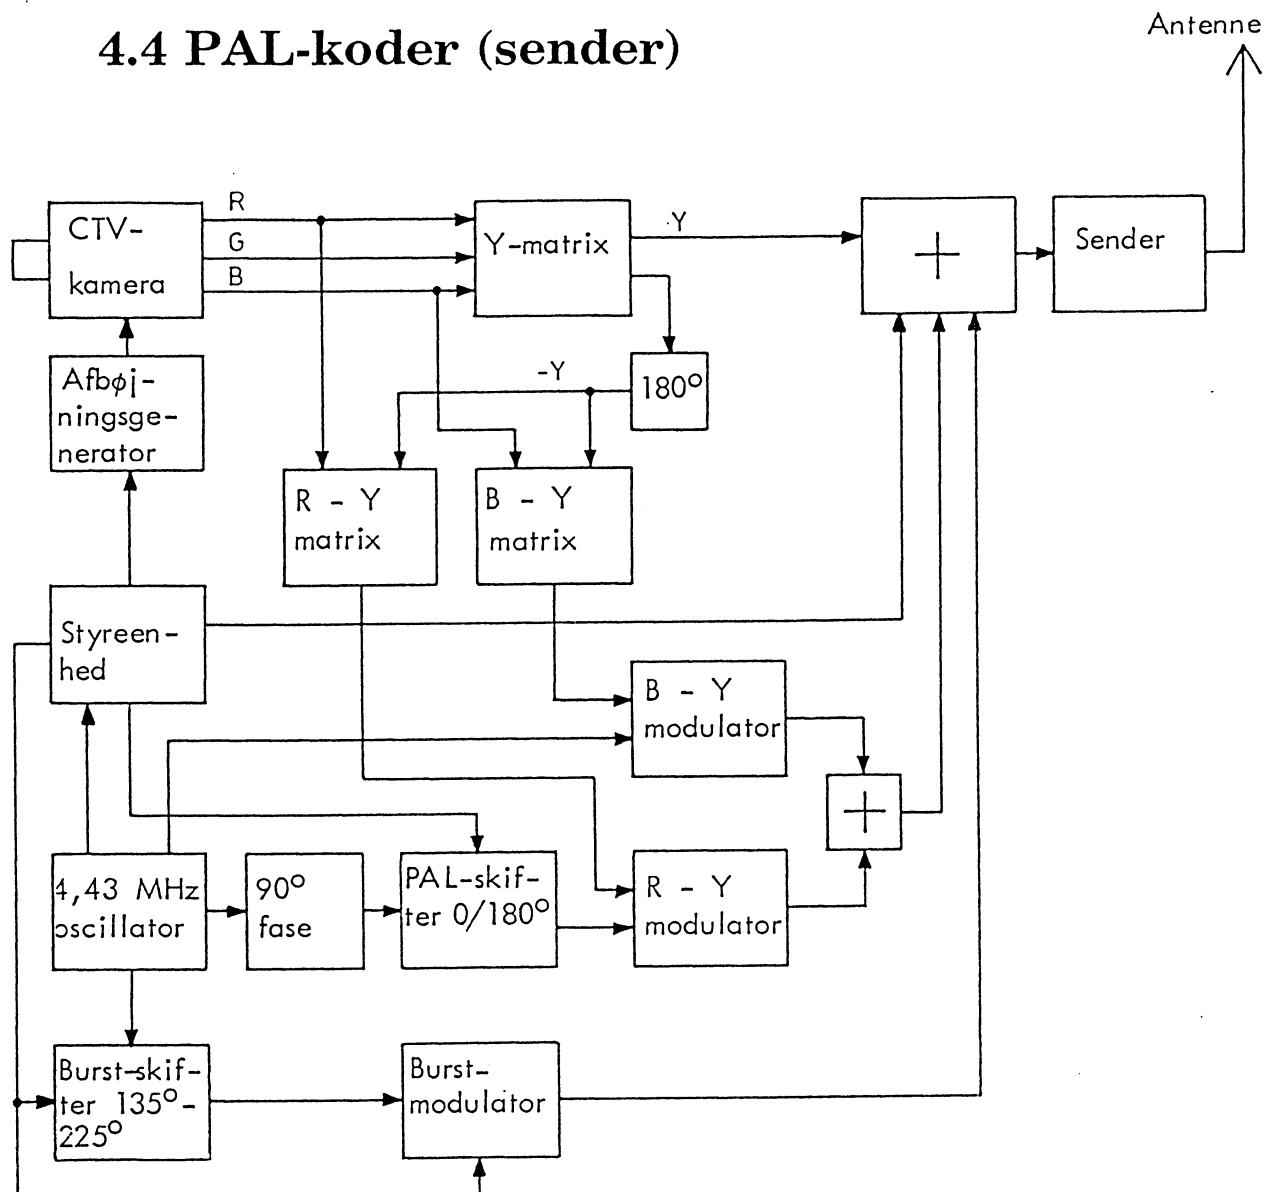 4.4 PAL-koder (sender)
Antenne
CTV-
kamera
R
G
B
Y-matrix
Y
Sender
Afbøj-
ningsge-
nerator
-Y
180°
R - Y
matrix
B - Y
matrix
Styreen-
hed
B - Y
modulator
4,43 MHz
oscillator
90°
fase
PAL-skif-
ter 0/180°
R - Y
modulator
Burst-skif-
ter 135°-
225°
Burst-
modulator